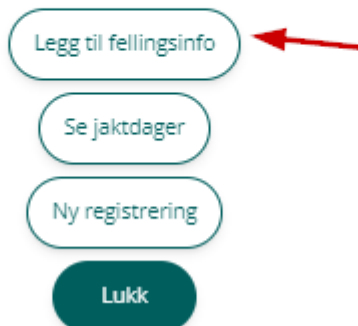 Legg til fellingsinfo
Se jaktdager
Ny registrering
Lukk